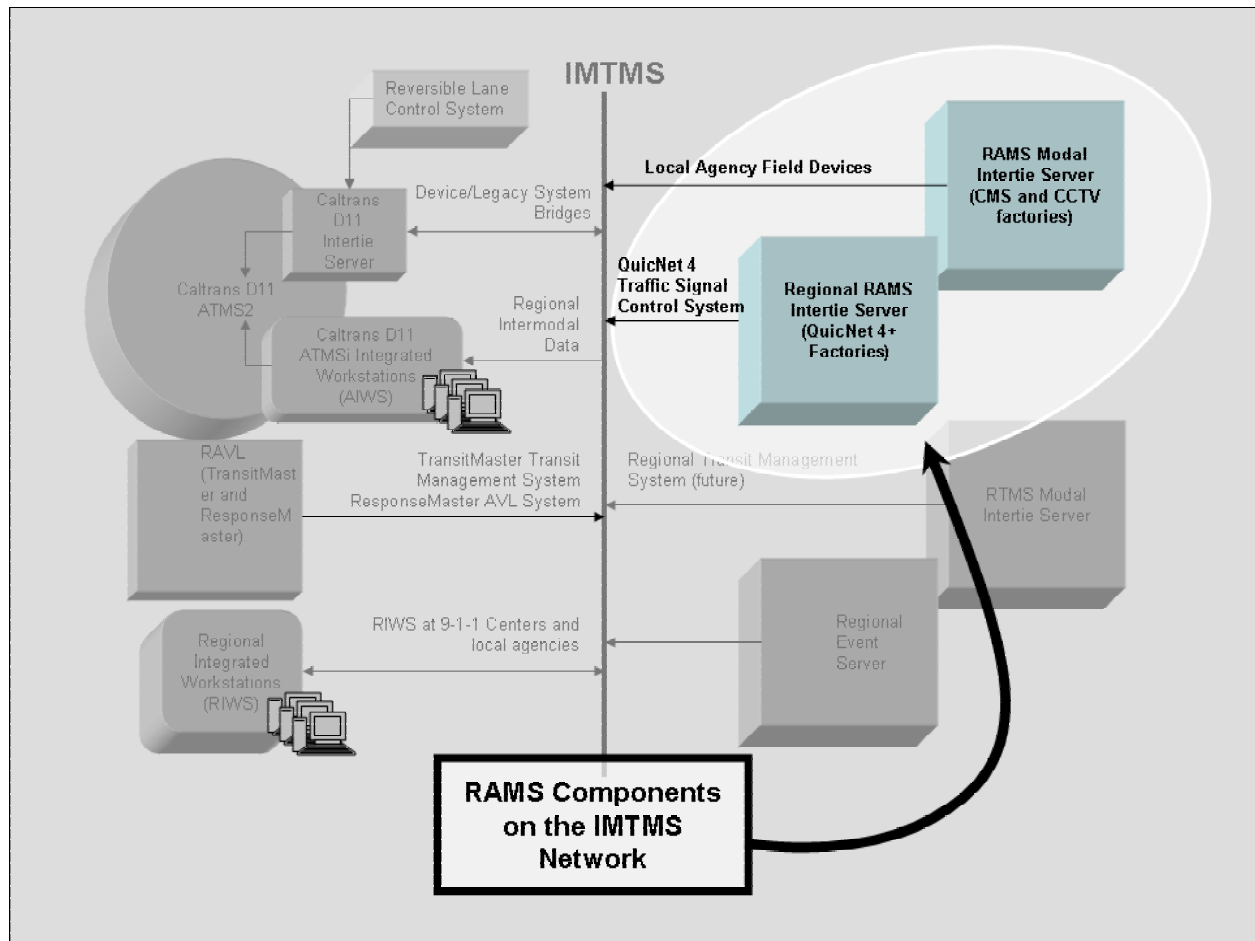 IMTMS
Reversible Lane
Control System
Local Agency Field Devices
RAMS Modal
Intertie Server
(CMS and CCTV
factories)
Device/Legacy System
Bridges
Caltrans
D11
Intertie
Server
Caltrans D11
ATMS2
QuicNet 4
Traffic Signal
Control System
Regional RAMS
Intertie Server
(QuicNet 4+
Factories)
Regional
Intermodal
Data
Caltrans D11
ATMSi Integrated
Workstations
(AIWS)
RAVL
(TransitMast
er and
ResponseM
aster)
TransitMaster Transit
Management System
ResponseMaster AVL System
Regional Transit Management
System (future)
RTMS Modal
Intertie Server
RIWS at 9-1-1 Centers and
local agencies
Regional
Event
Server
Regional
Integrated
Workstations
(RIWS)
RAMS Components
on the IMTMS
Network